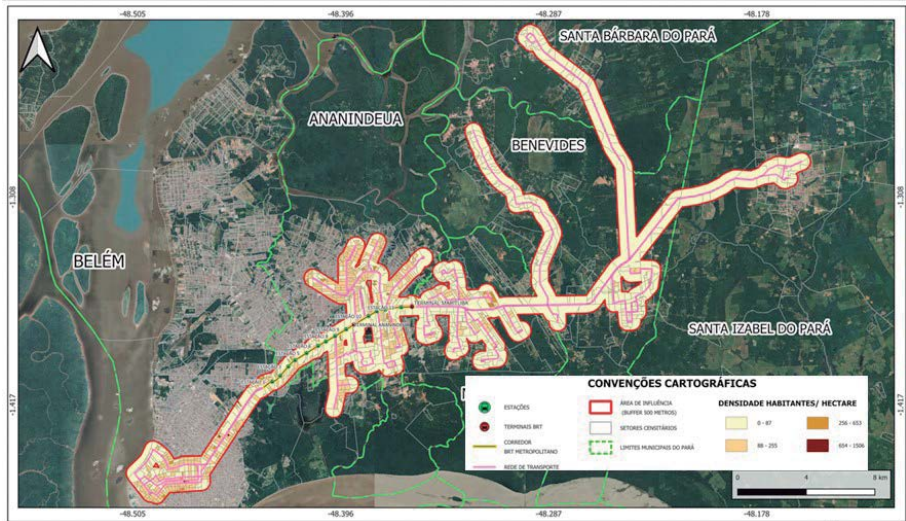 -48.505 -48.396 -48.287 -48.178
SANTA BÁRBARA DO PARÁ
ANANINDEUA
BENEVIDES
-1.308 -1.308
BELÉM
TERMINAL MARITUBA
TERMINAL ANANINDEUA
SANTA IZABEL DO PARÁ
-1.417 -1.417
CONVENÇÕES CARTOGRÁFICAS
ESTAÇÕES
TERMINAIS BRT
CORREDOR
BRT METROPOLITANO
REDE DE TRANSPORTE
ÁREA DE INFLUÊNCIA
(BUFFER 500 METROS)
SETORES CENSITÁRIOS
LIMITES MUNICIPAIS DO PARÁ
DENSIDADE HABITANTES/ HECTARE
0 - 87
88 - 255
256 - 653
654 - 1506
0 4 8 km
-48.505 -48.396 -48.287 -48.178